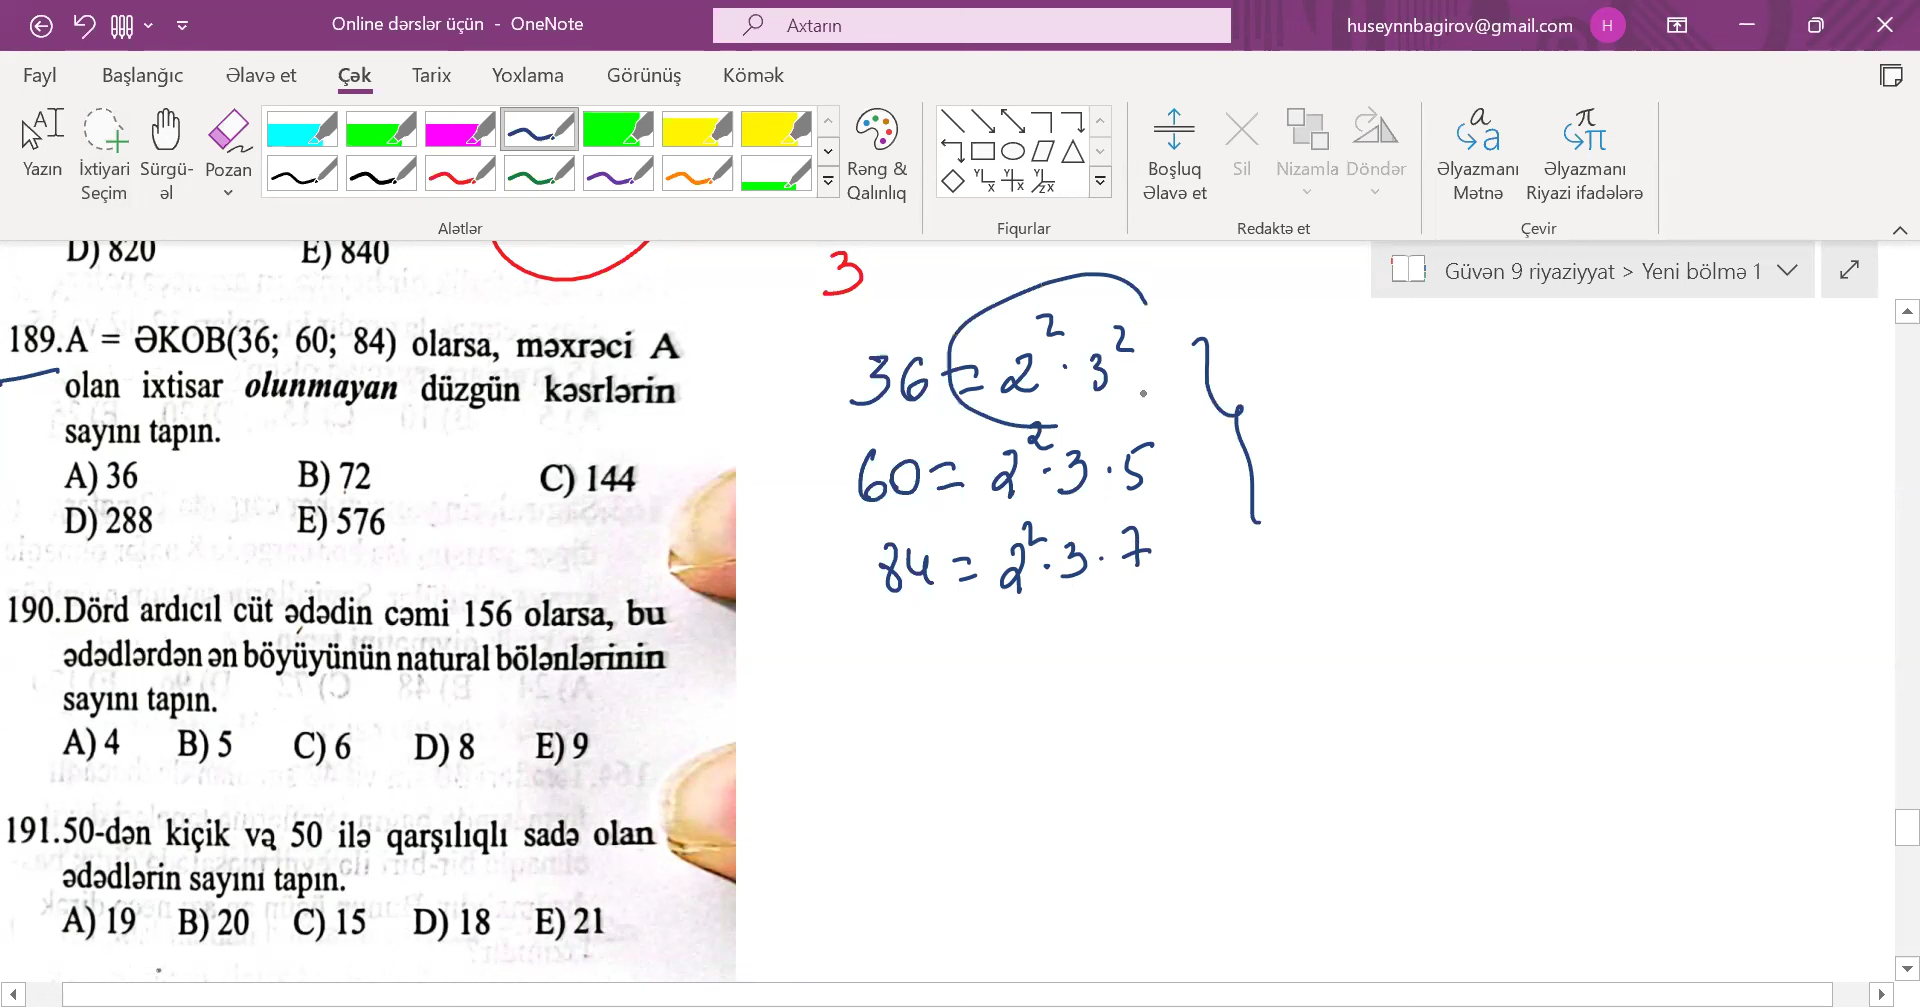 Online dərslər üçün - OneNote
Axtarın
huseynnbagirov@gmail.com
H
Fayl Başlanğıc Əlavə et Çək Tarix Yoxlama Görünüş Kömək
Yazın
İxtiyari Seçim
Sürgü-əl
Pozan
Rəng & Qalınlıq
Boşluq Əlavə et
Sil
Nizamla
Döndər
Əlyazmanı Mətnə
Əlyazmanı Riyazi ifadələrə
Alətlər
Fiqurlar
Redaktə et
Çevir
Güvən 9 riyaziyyat > Yeni bölmə 1
D) 820 E) 840
189. A = ƏKOB(36; 60; 84) olarsa, məxrəci A
olan ixtisar olunmayan düzgün kəsrlərin
sayını tapın.
A) 36 B) 72 C) 144
D) 288 E) 576
190. Dörd ardıcıl cüt ədədin cəmi 156 olarsa, bu
ədədlərdən ən böyüyünün natural bölənlərinin
sayını tapın.
A) 4 B) 5 C) 6 D) 8 E) 9
191. 50-dən kiçik və 50 ilə qarşılıqlı sadə olan
ədədlərin sayını tapın.
A) 19 B) 20 C) 15 D) 18 E) 21
3
36 = 2² · 3²
60 = 2² · 3 · 5
84 = 2² · 3 · 7